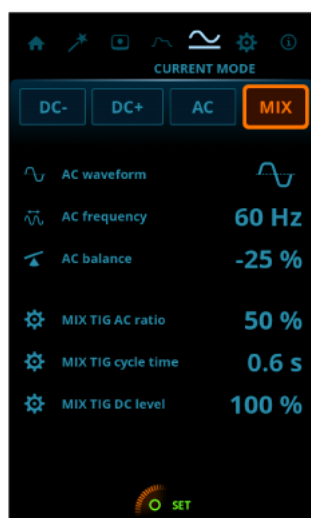 CURRENT MODE
DC- DC+ AC MIX
AC waveform
AC frequency 60 Hz
AC balance -25 %
MIX TIG AC ratio 50 %
MIX TIG cycle time 0.6 s
MIX TIG DC level 100 %
SET